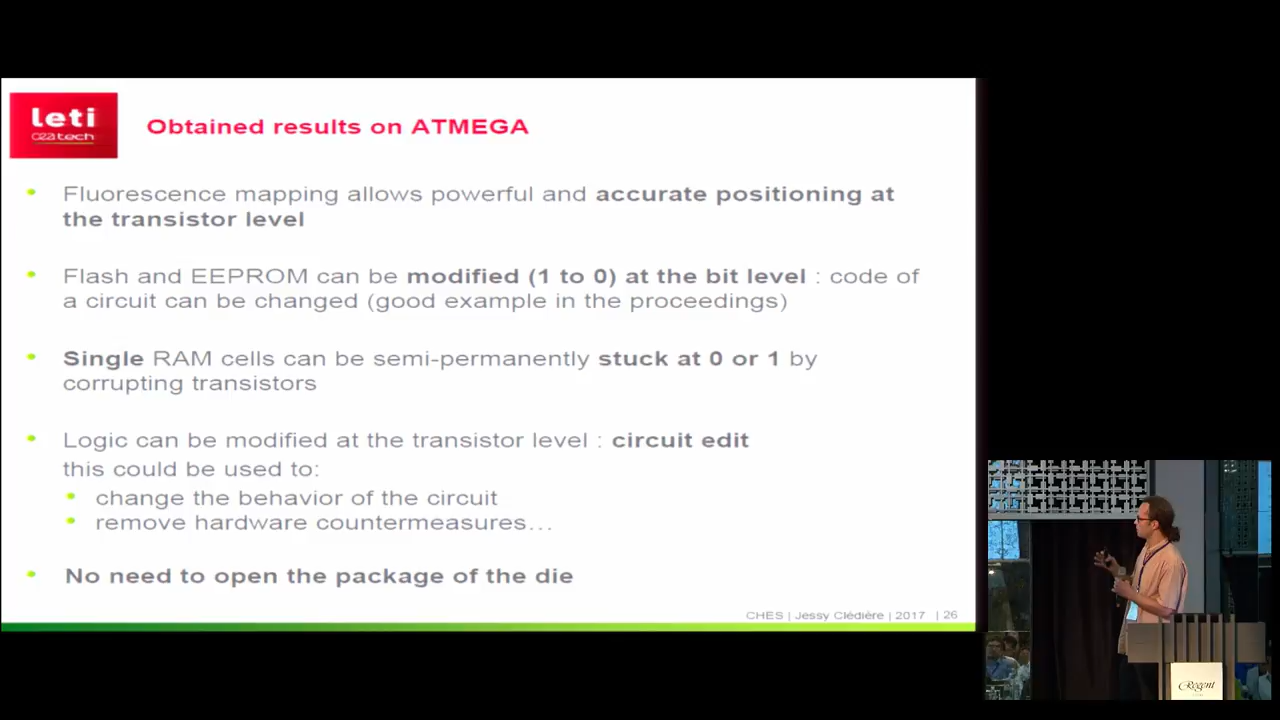 leti
ceatech
Obtained results on ATMEGA
• Fluorescence mapping allows powerful and accurate positioning at
the transistor level
• Flash and EEPROM can be modified (1 to 0) at the bit level : code of
a circuit can be changed (good example in the proceedings)
• Single RAM cells can be semi-permanently stuck at 0 or 1 by
corrupting transistors
• Logic can be modified at the transistor level : circuit edit
this could be used to:
• change the behavior of the circuit
• remove hardware countermeasures…
• No need to open the package of the die
CHES | Jessy Clédière | 2017 | 26
Regent